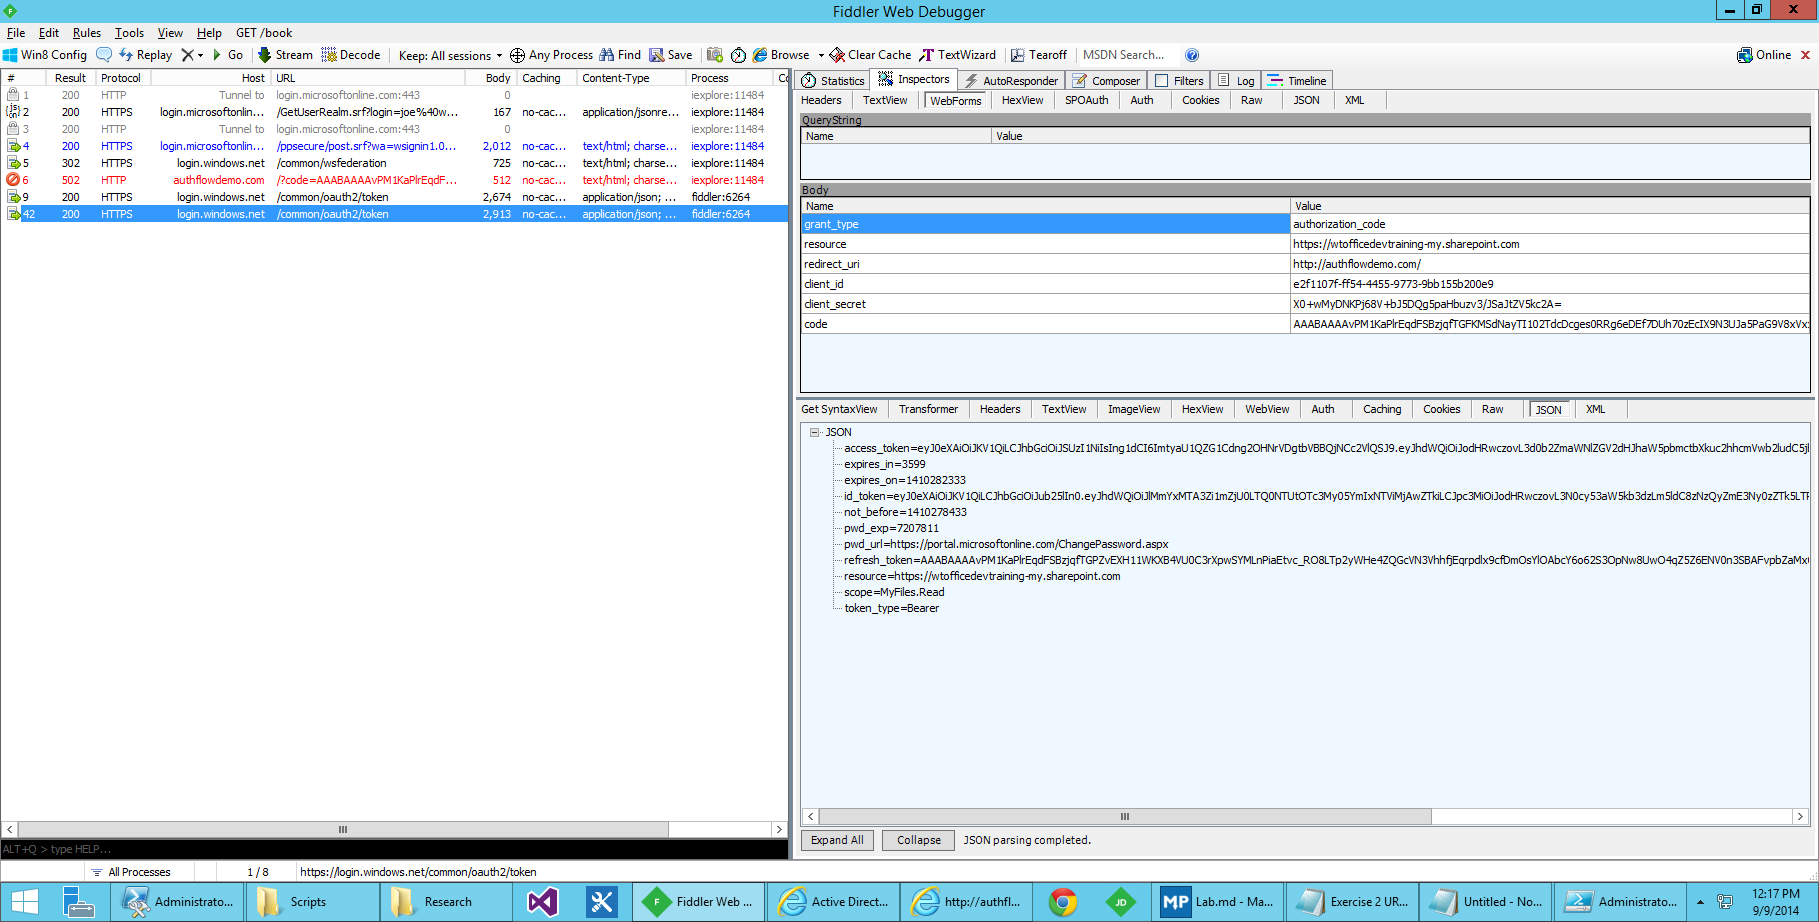 Fiddler Web Debugger
File Edit Rules Tools View Help GET /book
Win8 Config Replay Go Stream Decode Keep: All sessions Any Process Find Save Browse Clear Cache TextWizard Tearoff MSDN Search... Online
# Result Protocol Host URL Body Caching Content-Type Process
1 200 HTTP Tunnel to login.microsoftonline.com:443 0 iexplore:11484
2 200 HTTPS login.microsoftonlin... /GetUserRealm.srf?login=joe%40w... 167 no-cac... application/jsonre... iexplore:11484
3 200 HTTP Tunnel to login.microsoftonline.com:443 0 iexplore:11484
4 200 HTTPS login.microsoftonlin... /ppsecure/post.srf?wa=wsignin1.0... 2,012 no-cac... text/html; charse... iexplore:11484
5 302 HTTPS login.windows.net /common/wsfederation 725 no-cac... text/html; charse... iexplore:11484
6 502 HTTP authflowdemo.com /?code=AAABAAAAvPM1KaPlrEqdF... 512 no-cac... text/html; charse... iexplore:11484
9 200 HTTPS login.windows.net /common/oauth2/token 2,674 no-cac... application/json; ... fiddler:6264
42 200 HTTPS login.windows.net /common/oauth2/token 2,913 no-cac... application/json; ... fiddler:6264
ALT+Q > type HELP...
All Processes 1 / 8 https://login.windows.net/common/oauth2/token
Statistics Inspectors AutoResponder Composer Filters Log Timeline
Headers TextView WebForms HexView SPOAuth Auth Cookies Raw JSON XML
QueryString
Name Value
Body
Name Value
grant_type authorization_code
resource https://wtofficedevtraining-my.sharepoint.com
redirect_uri http://authflowdemo.com/
client_id e2f1107f-ff54-4455-9773-9bb155b200e9
client_secret X0+wMyDNKPj68V+bJ5DQg5paHbuzv3/JSaJtZV5kc2A=
code AAABAAAAvPM1KaPlrEqdFSBzjqfTGFKMSdNayTI102TdcDcges0RRg6eDEf7DUh70zEcIX9N3UJa5PaG9V8xVx
Get SyntaxView Transformer Headers TextView ImageView HexView WebView Auth Caching Cookies Raw JSON XML
JSON
access_token=eyJ0eXAiOiJKV1QiLCJhbGciOiJSUzI1NiIsIng1dCI6ImtyaU1QZG1Cdng2OHNrVDgtbVBBQjNCc2VlQSJ9.eyJhdWQiOiJodHRwczovL3d0b2ZmaWNlZGV2dHJhaW5pbmctbXkuc2hhcmVwb2ludC5j
expires_in=3599
expires_on=1410282333
id_token=eyJ0eXAiOiJKV1QiLCJhbGciOiJub25lIn0.eyJhdWQiOiJlMmYxMTA3Zi1mZjU0LTQ0NTUtOTc3My05YmIxNTViMjAwZTkiLCJpc3MiOiJodHRwczovL3N0cy53aW5kb3dzLm5ldC8zNzQyZmE3Ny0zZTk5LT
not_before=1410278433
pwd_exp=7207811
pwd_url=https://portal.microsoftonline.com/ChangePassword.aspx
refresh_token=AAABAAAAvPM1KaPlrEqdFSBzjqfTGPZvEXH11WKXB4VU0C3rXpwSYMLnPiaEtvc_RO8LTp2yWHe4ZQGcVN3VhhfjEqrpdlx9cfDmOsYlOAbcY6o62S3OpNw8UwO4qZ5Z6ENV0n3SBAFvpbZaMx
resource=https://wtofficedevtraining-my.sharepoint.com
scope=MyFiles.Read
token_type=Bearer
Expand All Collapse JSON parsing completed.
Administrato... Scripts Research Fiddler Web ... Active Direct... http://authfl... JD MP Lab.md - Ma... Exercise 2 UR... Untitled - No... Administrato... 12:17 PM
9/9/2014